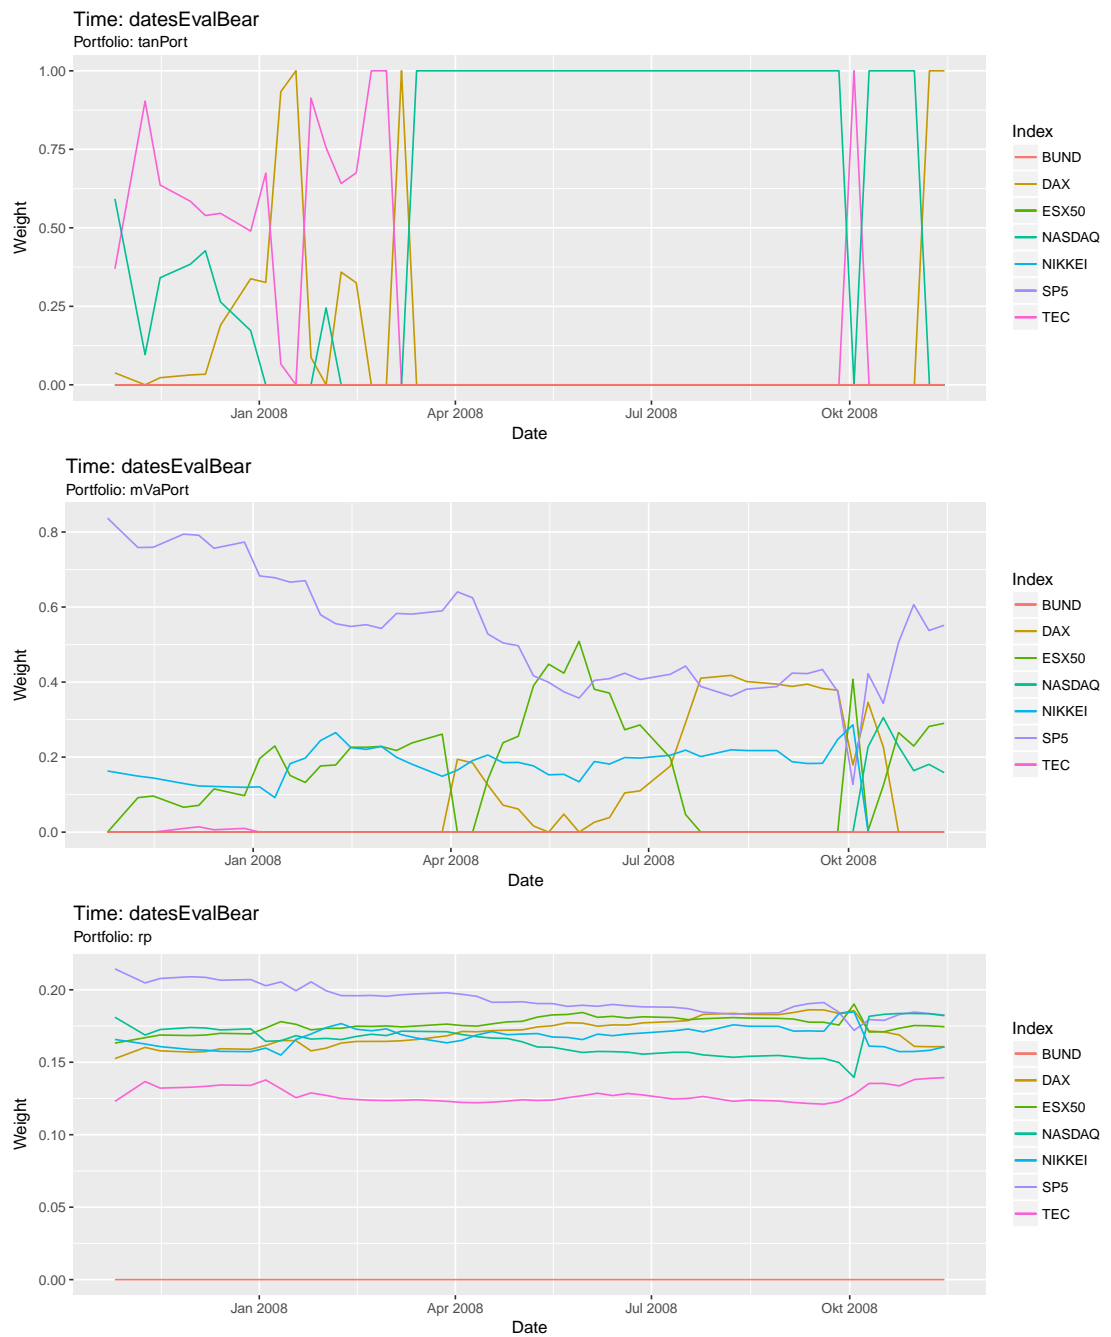 Time: datesEvalBear
Portfolio: tanPort
1.00
0.75
0.50
0.25
0.00
Weight
Jan 2008
Apr 2008
Jul 2008
Okt 2008
Date
Index
BUND
DAX
ESX50
NASDAQ
NIKKEI
SP5
TEC
Time: datesEvalBear
Portfolio: mVaPort
0.8
0.6
0.4
0.2
0.0
Weight
Jan 2008
Apr 2008
Jul 2008
Okt 2008
Date
Index
BUND
DAX
ESX50
NASDAQ
NIKKEI
SP5
TEC
Time: datesEvalBear
Portfolio: rp
0.20
0.15
0.10
0.05
0.00
Weight
Jan 2008
Apr 2008
Jul 2008
Okt 2008
Date
Index
BUND
DAX
ESX50
NASDAQ
NIKKEI
SP5
TEC